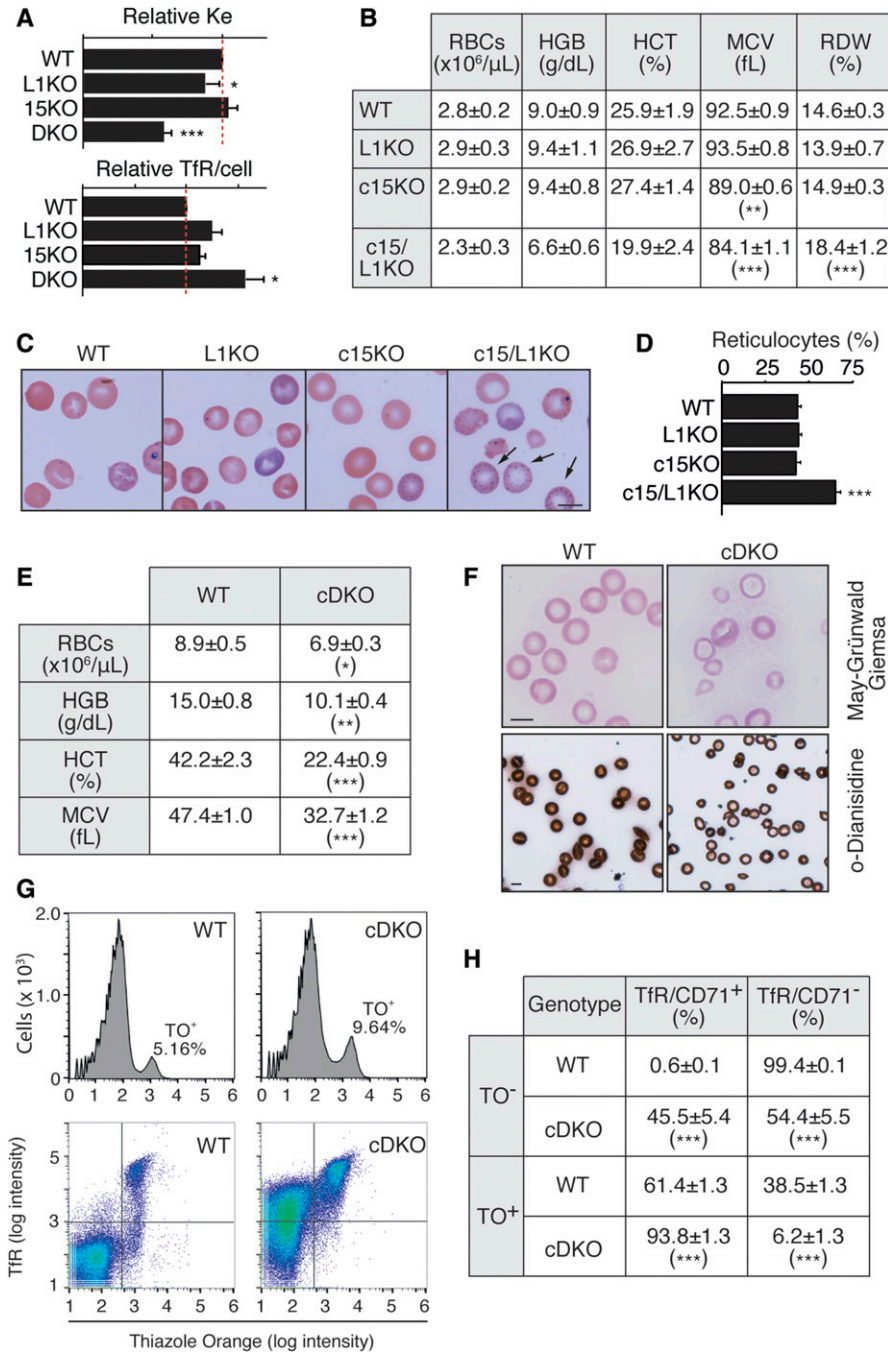 A
Relative Ke
WT
L1KO
*
15KO
DKO
***
Relative TfR/cell
WT
L1KO
15KO
DKO
*
B
RBCs (x10⁶/µL) HGB (g/dL) HCT (%) MCV (fL) RDW (%)
WT 2.8±0.2 9.0±0.9 25.9±1.9 92.5±0.9 14.6±0.3
L1KO 2.9±0.3 9.4±1.1 26.9±2.7 93.5±0.8 13.9±0.7
c15KO 2.9±0.2 9.4±0.8 27.4±1.4 89.0±0.6 (**) 14.9±0.3
c15/L1KO 2.3±0.3 6.6±0.6 19.9±2.4 84.1±1.1 (***) 18.4±1.2 (***)
C
WT L1KO c15KO c15/L1KO
D
Reticulocytes (%)
0 25 75
WT
L1KO
c15KO
c15/L1KO
***
E
WT cDKO
RBCs (x10⁶/µL) 8.9±0.5 6.9±0.3 (*)
HGB (g/dL) 15.0±0.8 10.1±0.4 (**)
HCT (%) 42.2±2.3 22.4±0.9 (***)
MCV (fL) 47.4±1.0 32.7±1.2 (***)
F
WT cDKO
May-Grünwald Giemsa
o-Dianisidine
G
Cells (x 10³)
2.0
1.0
0
WT
TO⁺
5.16%
0 1 2 3 4 5 6
cDKO
TO⁺
9.64%
0 1 2 3 4 5 6
TfR (log intensity)
5
3
1
WT
1 2 3 4 5 6
cDKO
1 2 3 4 5 6
Thiazole Orange (log intensity)
H
Genotype TfR/CD71⁺ (%) TfR/CD71⁻ (%)
TO⁻
WT 0.6±0.1 99.4±0.1
cDKO 45.5±5.4 (***) 54.4±5.5 (***)
TO⁺
WT 61.4±1.3 38.5±1.3
cDKO 93.8±1.3 (***) 6.2±1.3 (***)